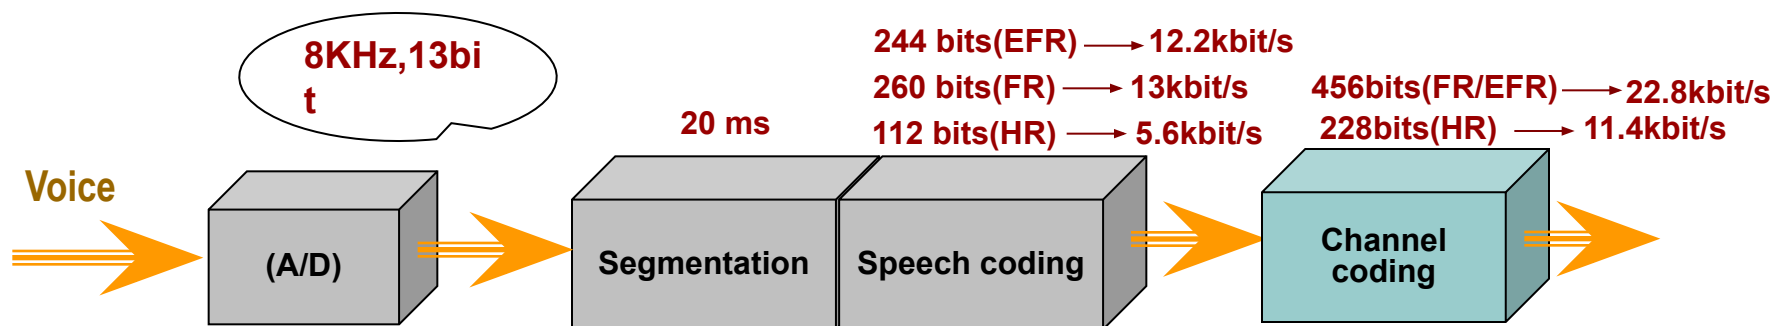 8KHz,13bi
t
20 ms
244 bits(EFR) 12.2kbit/s
260 bits(FR) 13kbit/s
112 bits(HR) 5.6kbit/s
456bits(FR/EFR) 22.8kbit/s
228bits(HR) 11.4kbit/s
Voice
(A/D)
Segmentation
Speech coding
Channel
coding